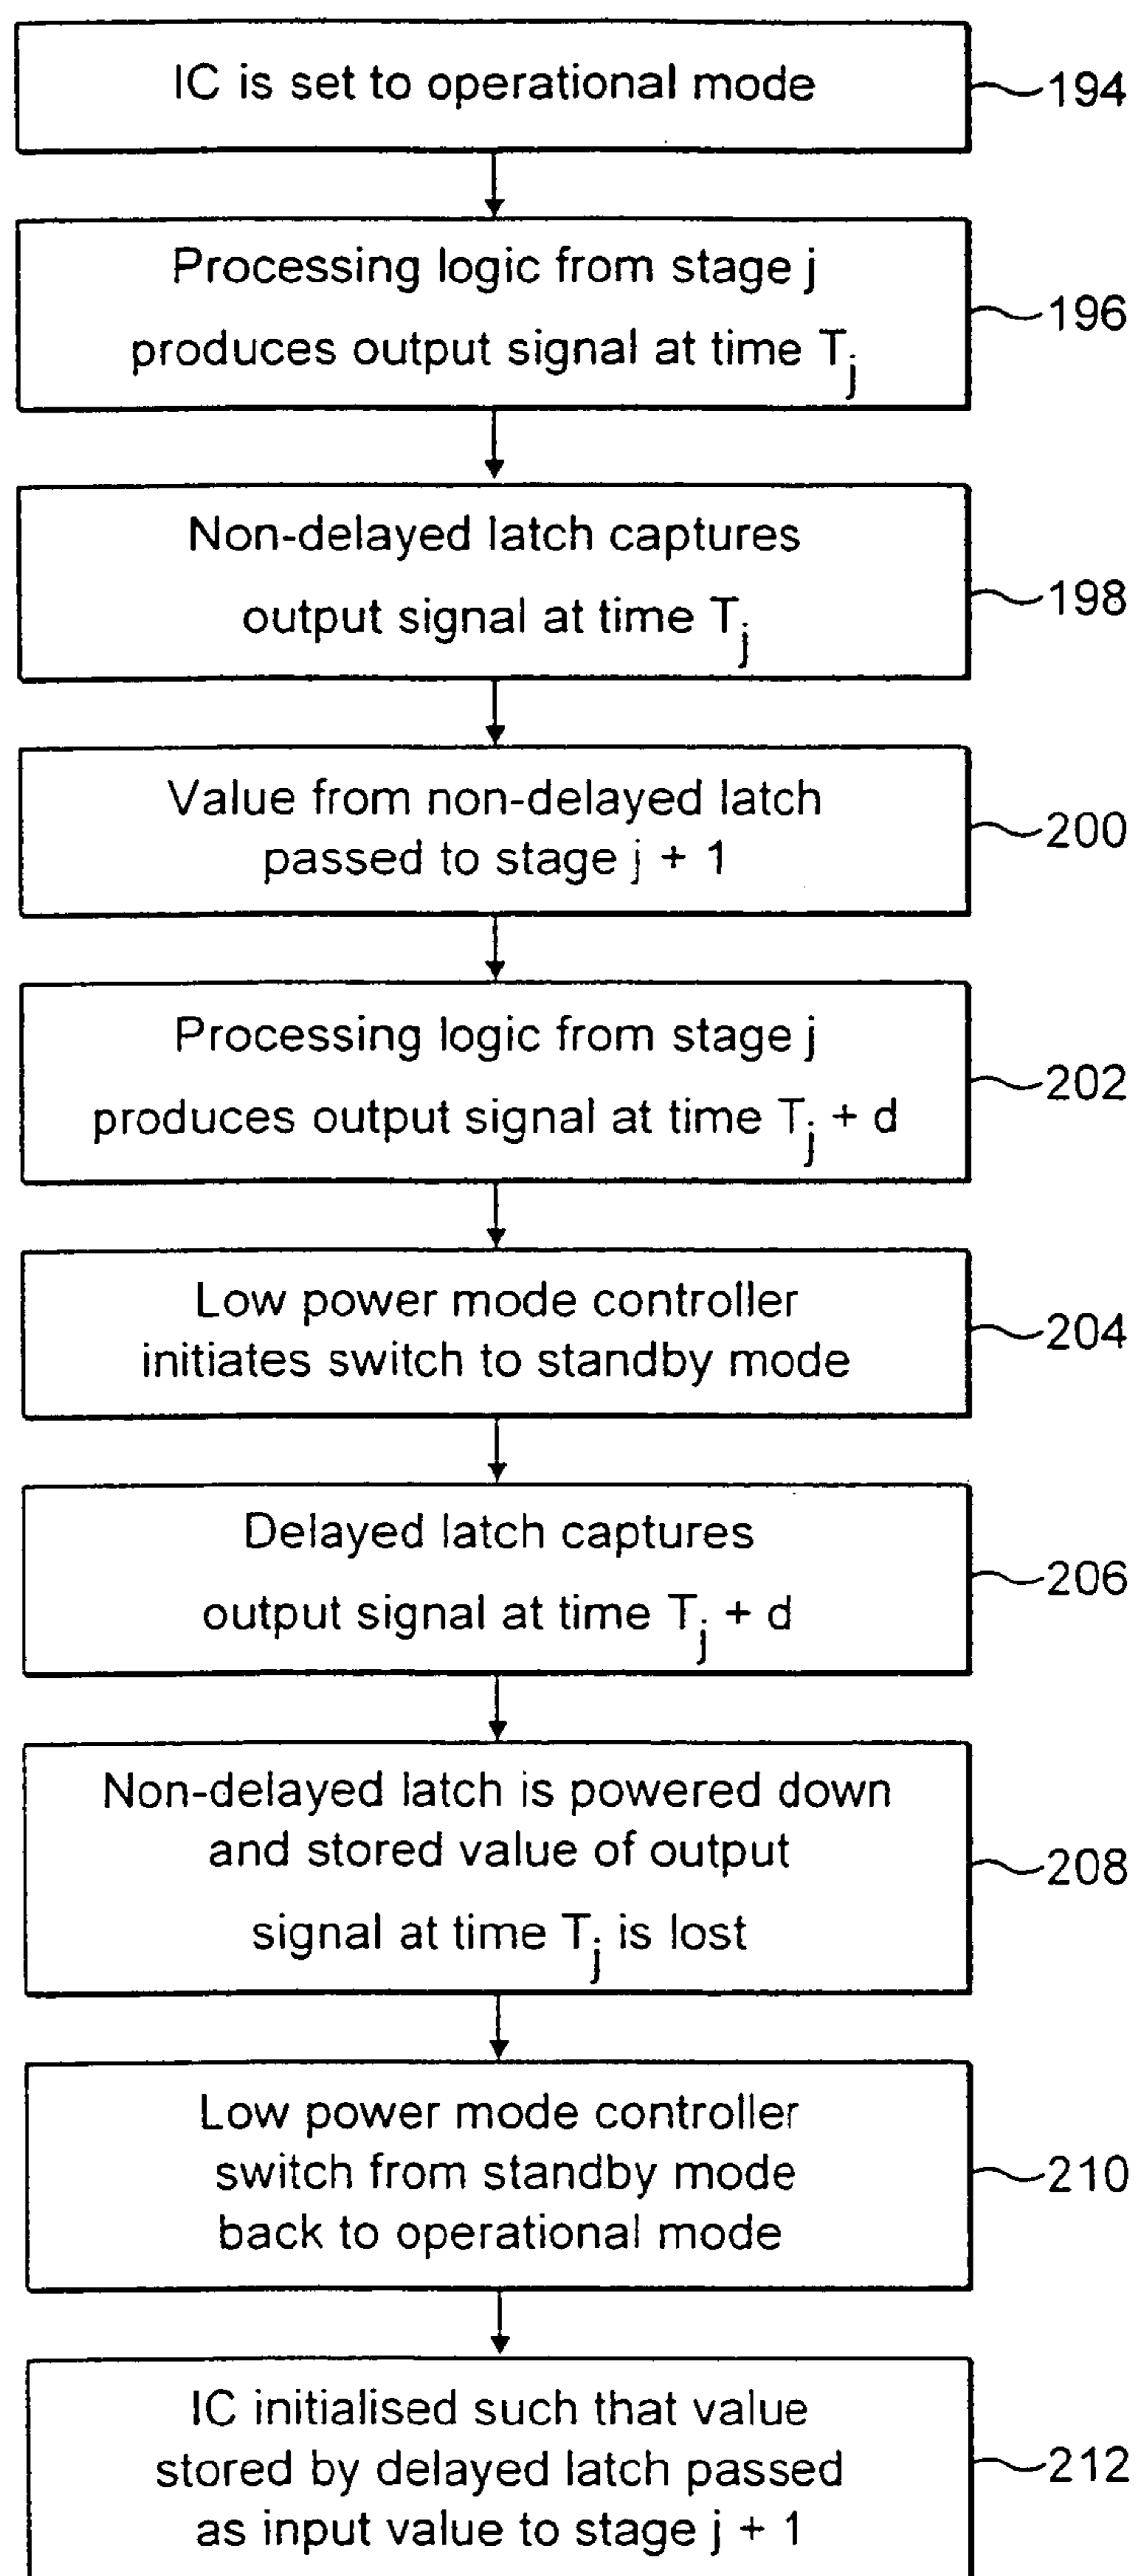 IC is set to operational mode
194
Processing logic from stage j
produces output signal at time Tj
196
Non-delayed latch captures
output signal at time Tj
198
Value from non-delayed latch
passed to stage j + 1
200
Processing logic from stage j
produces output signal at time Tj + d
202
Low power mode controller
initiates switch to standby mode
204
Delayed latch captures
output signal at time Tj + d
206
Non-delayed latch is powered down
and stored value of output
signal at time Tj is lost
208
Low power mode controller
switch from standby mode
back to operational mode
210
IC initialised such that value
stored by delayed latch passed
as input value to stage j + 1
212